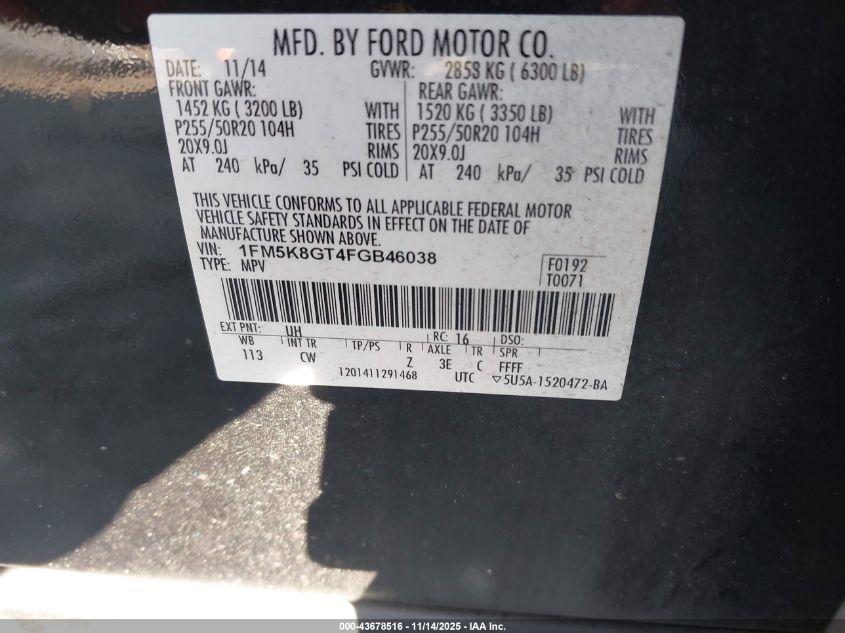 MFD. BY FORD MOTOR CO.
DATE: 11/14 GVWR: 2858 KG ( 6300 LB)
FRONT GAWR: REAR GAWR:
1452 KG ( 3200 LB) WITH 1520 KG ( 3350 LB) WITH
P255/50R20 104H TIRES P255/50R20 104H TIRES
20X9.0J RIMS 20X9.0J RIMS
AT 240 kPa/ 35 PSI COLD AT 240 kPa/ 35 PSI COLD
THIS VEHICLE CONFORMS TO ALL APPLICABLE FEDERAL MOTOR
VEHICLE SAFETY STANDARDS IN EFFECT ON THE DATE OF
MANUFACTURE SHOWN ABOVE.
VIN: 1FM5K8GT4FGB46038
TYPE: MPV
F0192
T0071
EXT PNT: UH RC: 16 DSO:
WB INT TR TP/PS R AXLE TR SPR
113 CW Z 3E C FFFF
1201411291468 UTC ▽5U5A-1520472-BA
000-43678516 - 11/14/2025 - IAA Inc.